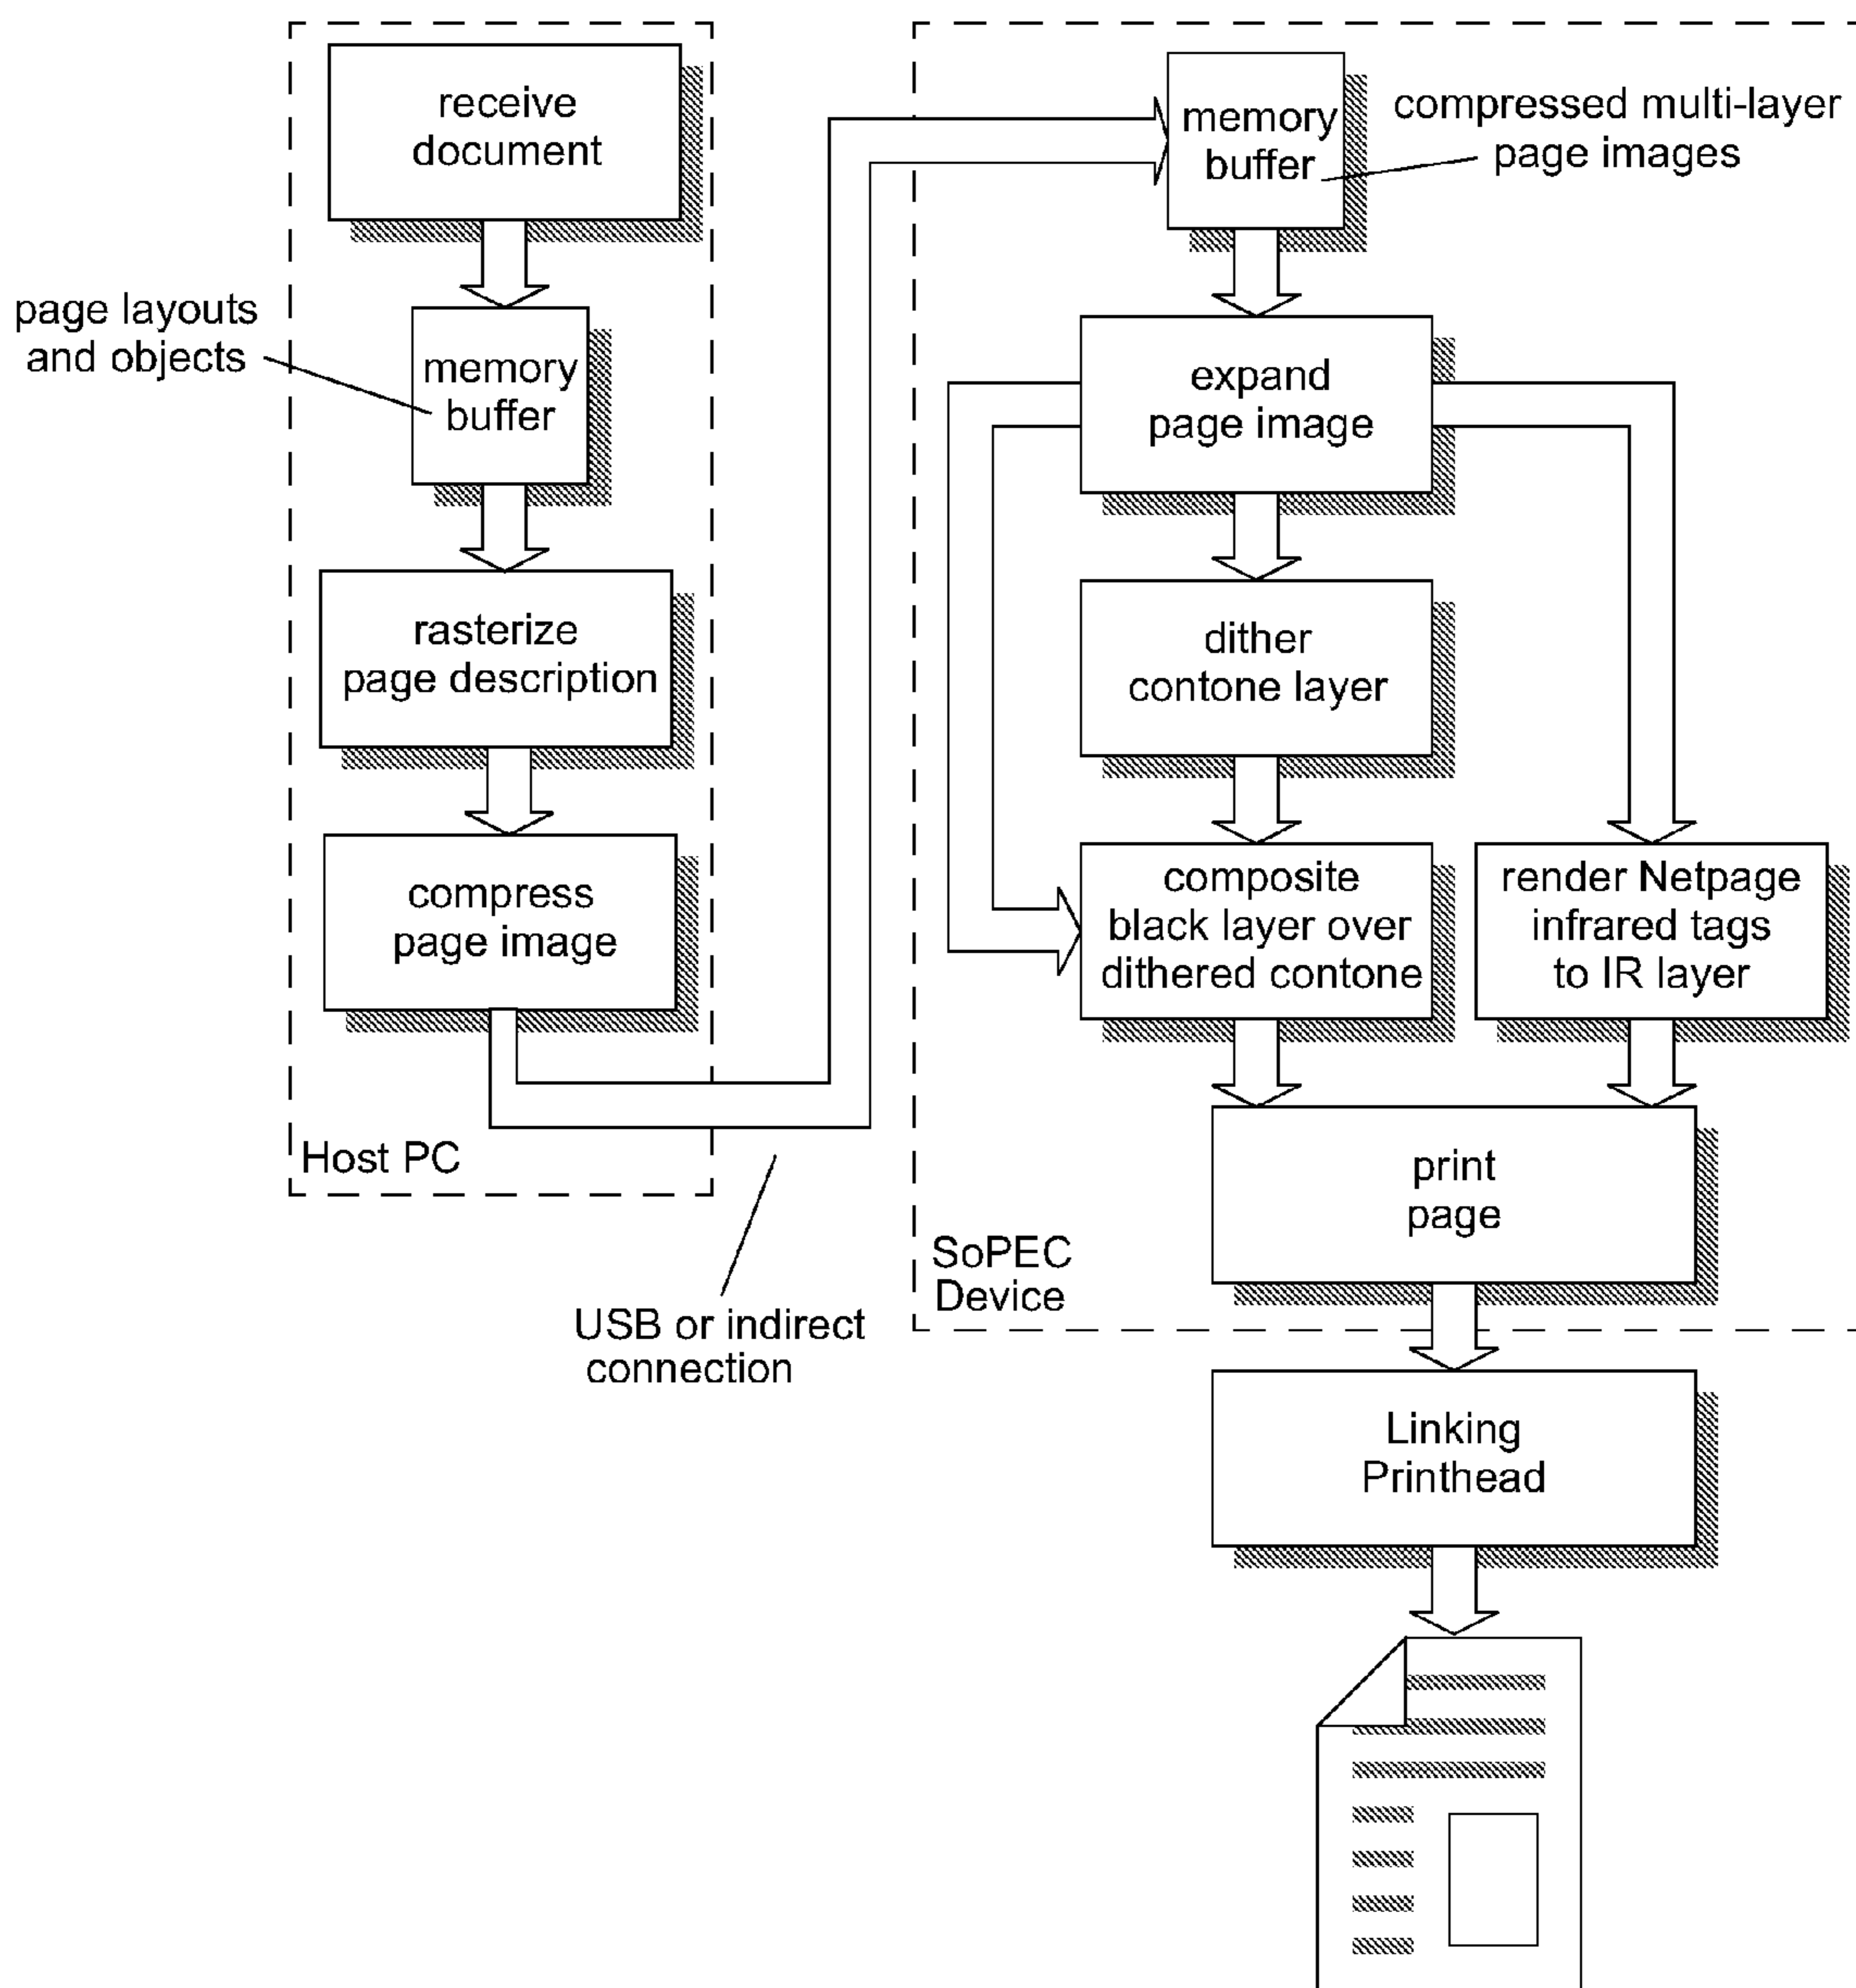 receive
document
page layouts
and objects
memory
buffer
rasterize
page description
compress
page image
Host PC
USB or indirect
connection
memory
buffer
compressed multi-layer
page images
expand
page image
dither
contone layer
composite
black layer over
dithered contone
render Netpage
infrared tags
to IR layer
print
page
SoPEC
Device
Linking
Printhead